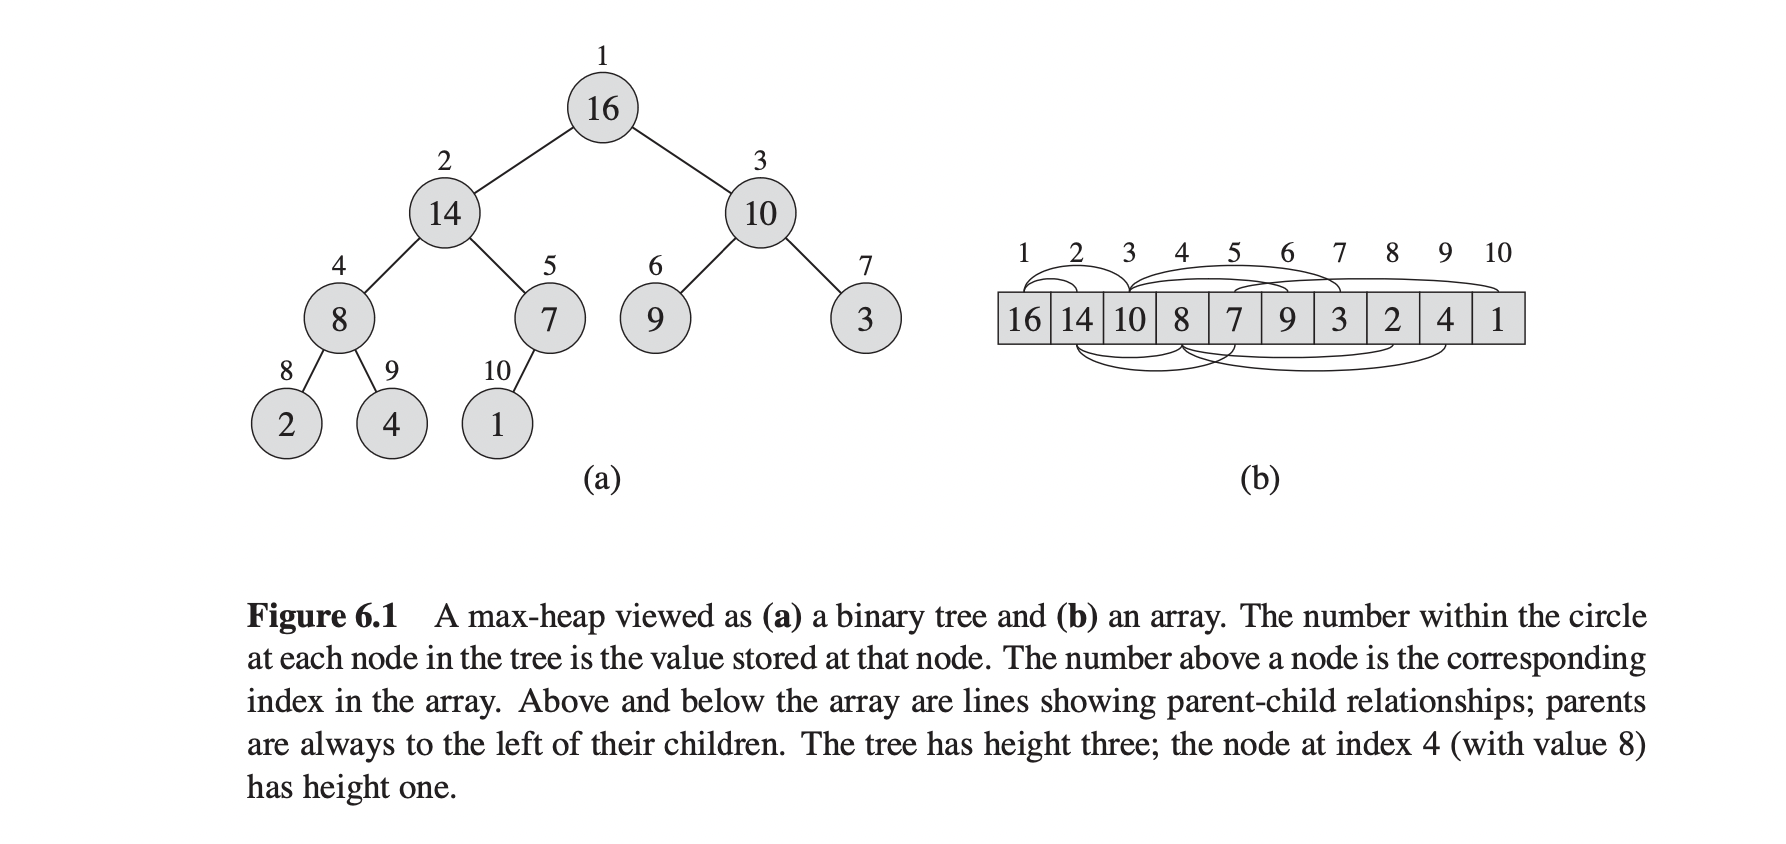 1
16
2 3
14 10
4 5 6 7
8 7 9 3
8 9 10
2 4 1
(a)
1 2 3 4 5 6 7 8 9 10
16 14 10 8 7 9 3 2 4 1
(b)
Figure 6.1 A max-heap viewed as (a) a binary tree and (b) an array. The number within the circle
at each node in the tree is the value stored at that node. The number above a node is the corresponding
index in the array. Above and below the array are lines showing parent-child relationships; parents
are always to the left of their children. The tree has height three; the node at index 4 (with value 8)
has height one.